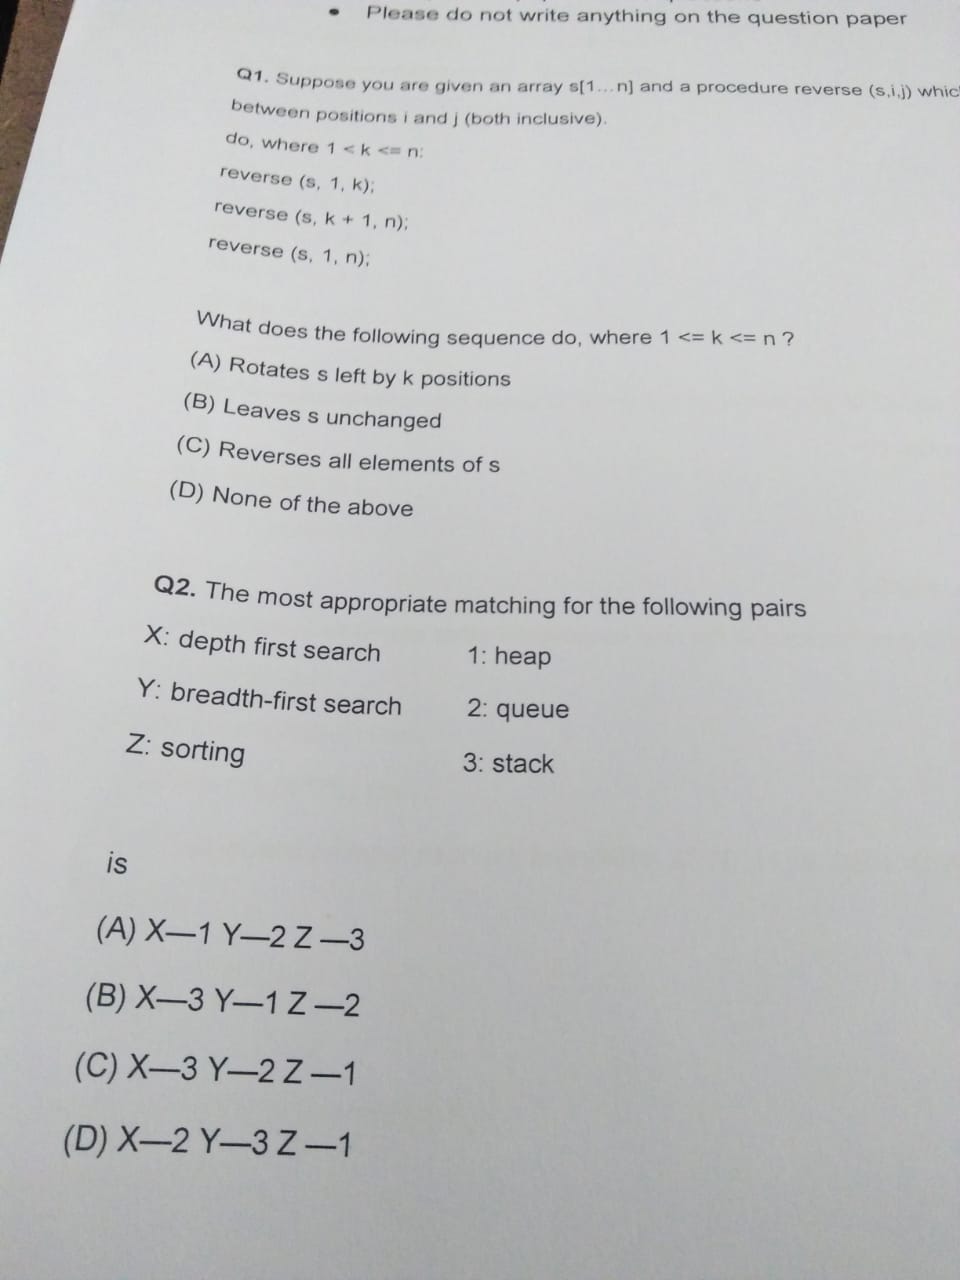 • Please do not write anything on the question paper
Q1. Suppose you are given an array s[1...n] and a procedure reverse (s,i,j) whic
between positions i and j (both inclusive).
do, where 1 < k <= n:
reverse (s, 1, k);
reverse (s, k + 1, n);
reverse (s, 1, n);
What does the following sequence do, where 1 <= k <= n ?
(A) Rotates s left by k positions
(B) Leaves s unchanged
(C) Reverses all elements of s
(D) None of the above
Q2. The most appropriate matching for the following pairs
X: depth first search 1: heap
Y: breadth-first search 2: queue
Z: sorting 3: stack
is
(A) X—1 Y—2 Z —3
(B) X—3 Y—1 Z —2
(C) X—3 Y—2 Z —1
(D) X—2 Y—3 Z —1